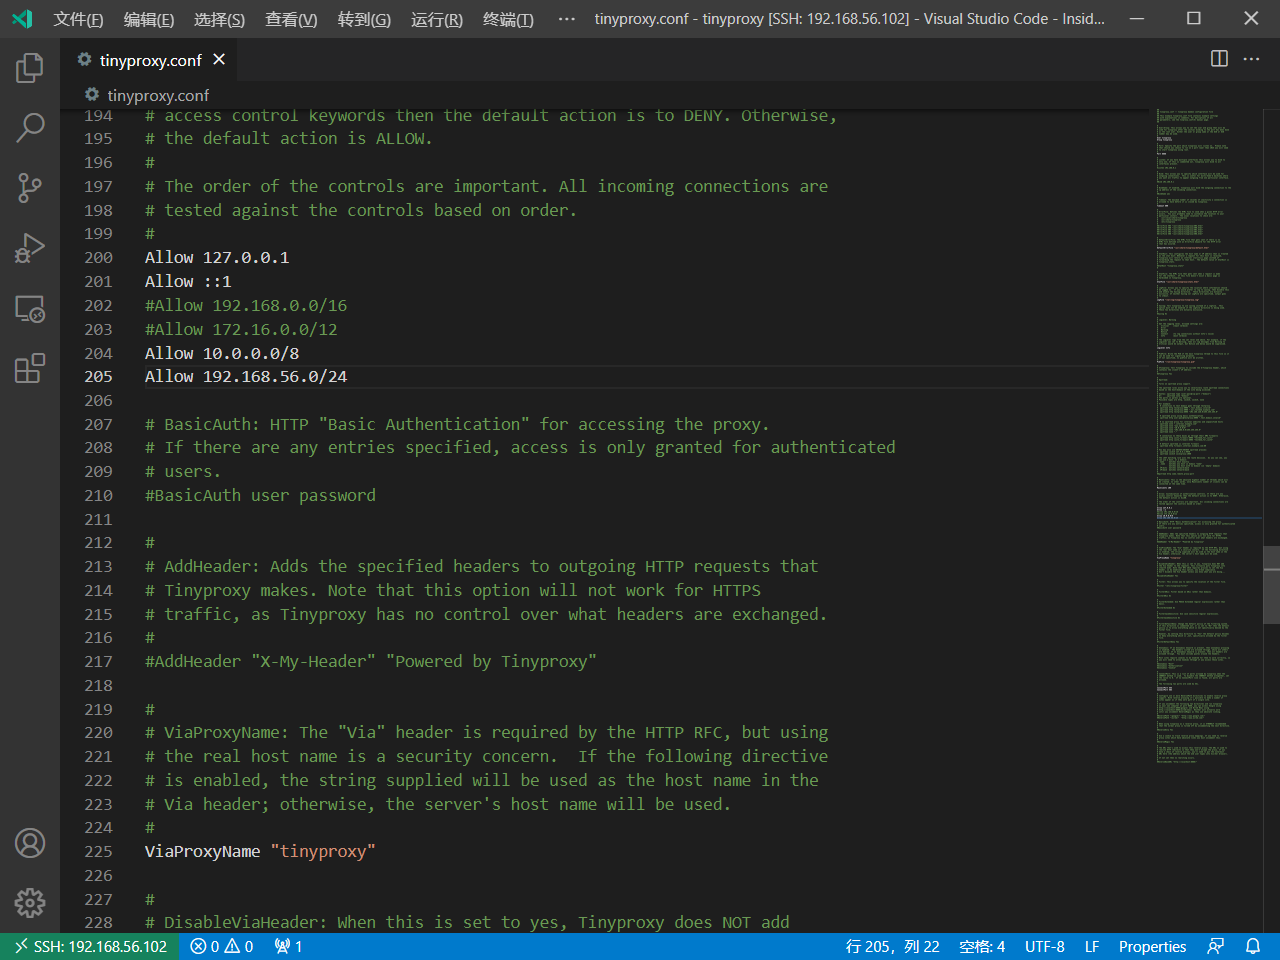 文件(F) 编辑(E) 选择(S) 查看(V) 转到(G) 运行(R) 终端(T) ··· tinyproxy.conf - tinyproxy [SSH: 192.168.56.102] - Visual Studio Code - Insid...
tinyproxy.conf
tinyproxy.conf
194 # access control keywords then the default action is to DENY. Otherwise,
195 # the default action is ALLOW.
196 #
197 # The order of the controls are important. All incoming connections are
198 # tested against the controls based on order.
199 #
200 Allow 127.0.0.1
201 Allow ::1
202 #Allow 192.168.0.0/16
203 #Allow 172.16.0.0/12
204 Allow 10.0.0.0/8
205 Allow 192.168.56.0/24
206
207 # BasicAuth: HTTP "Basic Authentication" for accessing the proxy.
208 # If there are any entries specified, access is only granted for authenticated
209 # users.
210 #BasicAuth user password
211
212 #
213 # AddHeader: Adds the specified headers to outgoing HTTP requests that
214 # Tinyproxy makes. Note that this option will not work for HTTPS
215 # traffic, as Tinyproxy has no control over what headers are exchanged.
216 #
217 #AddHeader "X-My-Header" "Powered by Tinyproxy"
218
219 #
220 # ViaProxyName: The "Via" header is required by the HTTP RFC, but using
221 # the real host name is a security concern.  If the following directive
222 # is enabled, the string supplied will be used as the host name in the
223 # Via header; otherwise, the server's host name will be used.
224 #
225 ViaProxyName "tinyproxy"
226
227 #
228 # DisableViaHeader: When this is set to yes, Tinyproxy does NOT add
SSH: 192.168.56.102 0 0 1 行 205，列 22 空格: 4 UTF-8 LF Properties